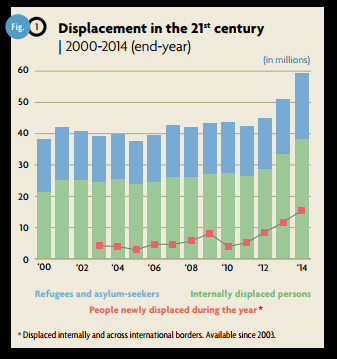 Fig. 1
Displacement in the 21st century
2000-2014 (end-year)
(in millions)
60
50
40
30
20
10
0
'00 '02 '04 '06 '08 '10 '12 '14
Refugees and asylum-seekers Internally displaced persons
People newly displaced during the year*
* Displaced internally and across international borders. Available since 2003.